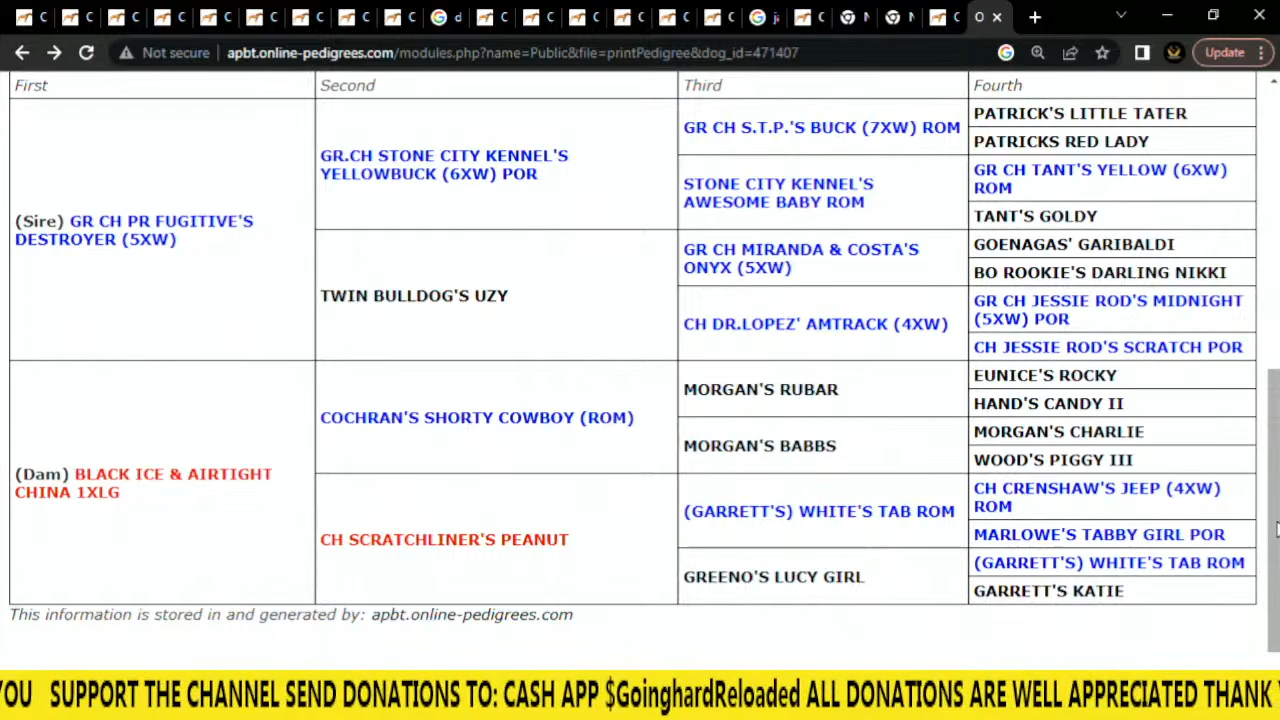 Not secure
apbt.online-pedigrees.com/modules.php?name=Public&file=printPedigree&dog_id=471407
Update
First
Second
Third
Fourth
(Sire) GR CH PR FUGITIVE'S
DESTROYER (5XW)
GR.CH STONE CITY KENNEL'S
YELLOWBUCK (6XW) POR
GR CH S.T.P.'S BUCK (7XW) ROM
PATRICK'S LITTLE TATER
PATRICKS RED LADY
STONE CITY KENNEL'S
AWESOME BABY ROM
GR CH TANT'S YELLOW (6XW)
ROM
TANT'S GOLDY
TWIN BULLDOG'S UZY
GR CH MIRANDA & COSTA'S
ONYX (5XW)
GOENAGAS' GARIBALDI
BO ROOKIE'S DARLING NIKKI
CH DR.LOPEZ' AMTRACK (4XW)
GR CH JESSIE ROD'S MIDNIGHT
(5XW) POR
CH JESSIE ROD'S SCRATCH POR
(Dam) BLACK ICE & AIRTIGHT
CHINA 1XLG
COCHRAN'S SHORTY COWBOY (ROM)
MORGAN'S RUBAR
EUNICE'S ROCKY
HAND'S CANDY II
MORGAN'S BABBS
MORGAN'S CHARLIE
WOOD'S PIGGY III
CH SCRATCHLINER'S PEANUT
(GARRETT'S) WHITE'S TAB ROM
CH CRENSHAW'S JEEP (4XW)
ROM
MARLOWE'S TABBY GIRL POR
GREENO'S LUCY GIRL
(GARRETT'S) WHITE'S TAB ROM
GARRETT'S KATIE
This information is stored in and generated by: apbt.online-pedigrees.com
YOU SUPPORT THE CHANNEL SEND DONATIONS TO: CASH APP $GoinghardReloaded ALL DONATIONS ARE WELL APPRECIATED THANK